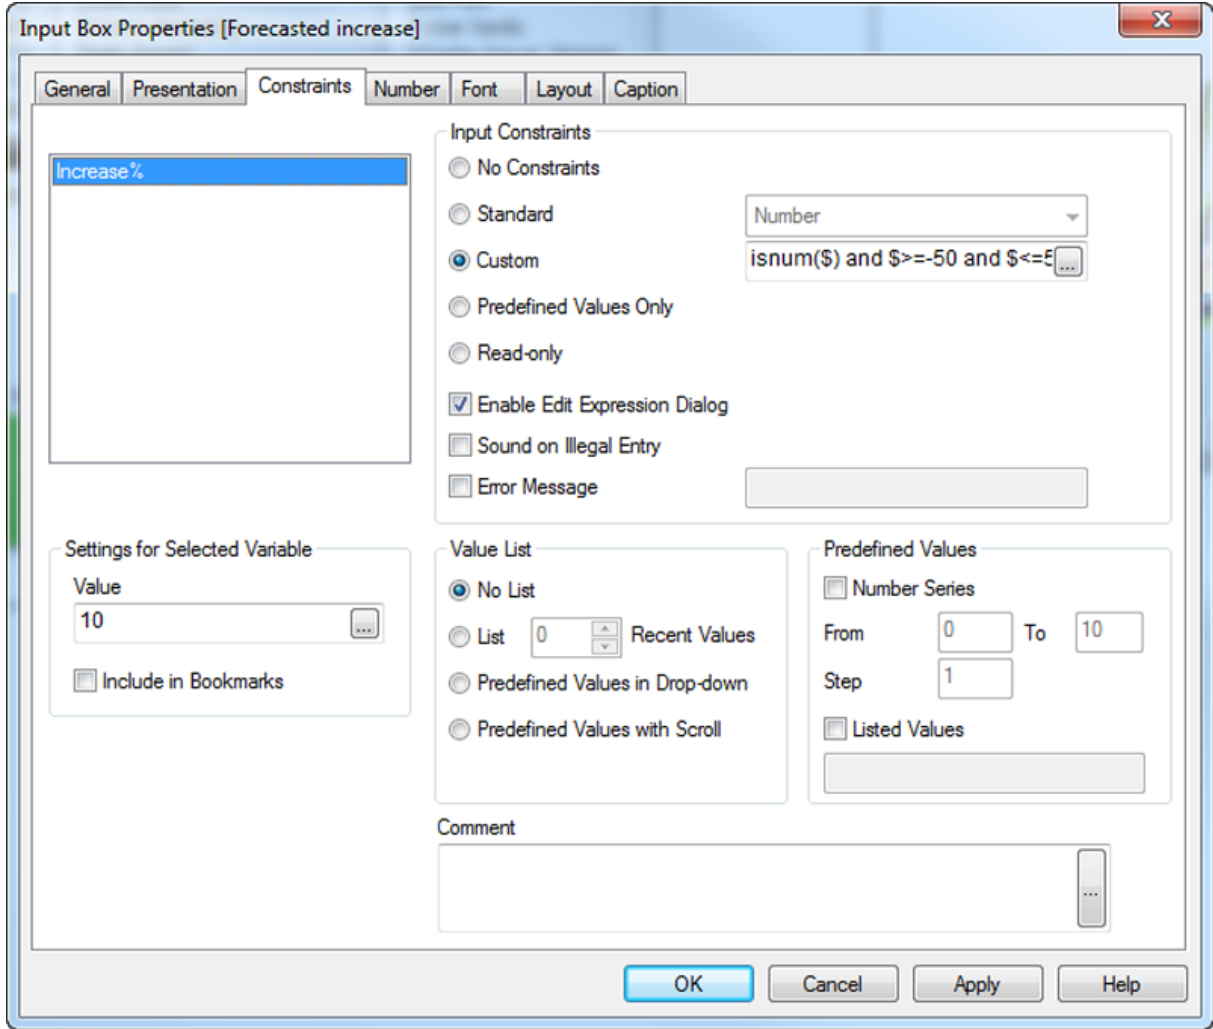 Input Box Properties [Forecasted increase]
General Presentation Constraints Number Font Layout Caption
Increase%
Input Constraints
No Constraints
Standard Number
Custom isnum($) and $>=-50 and $<=5 ...
Predefined Values Only
Read-only
Enable Edit Expression Dialog
Sound on Illegal Entry
Error Message
Settings for Selected Variable
Value
10 ...
Include in Bookmarks
Value List
No List
List 0 Recent Values
Predefined Values in Drop-down
Predefined Values with Scroll
Predefined Values
Number Series
From 0 To 10
Step 1
Listed Values
Comment
...
OK Cancel Apply Help